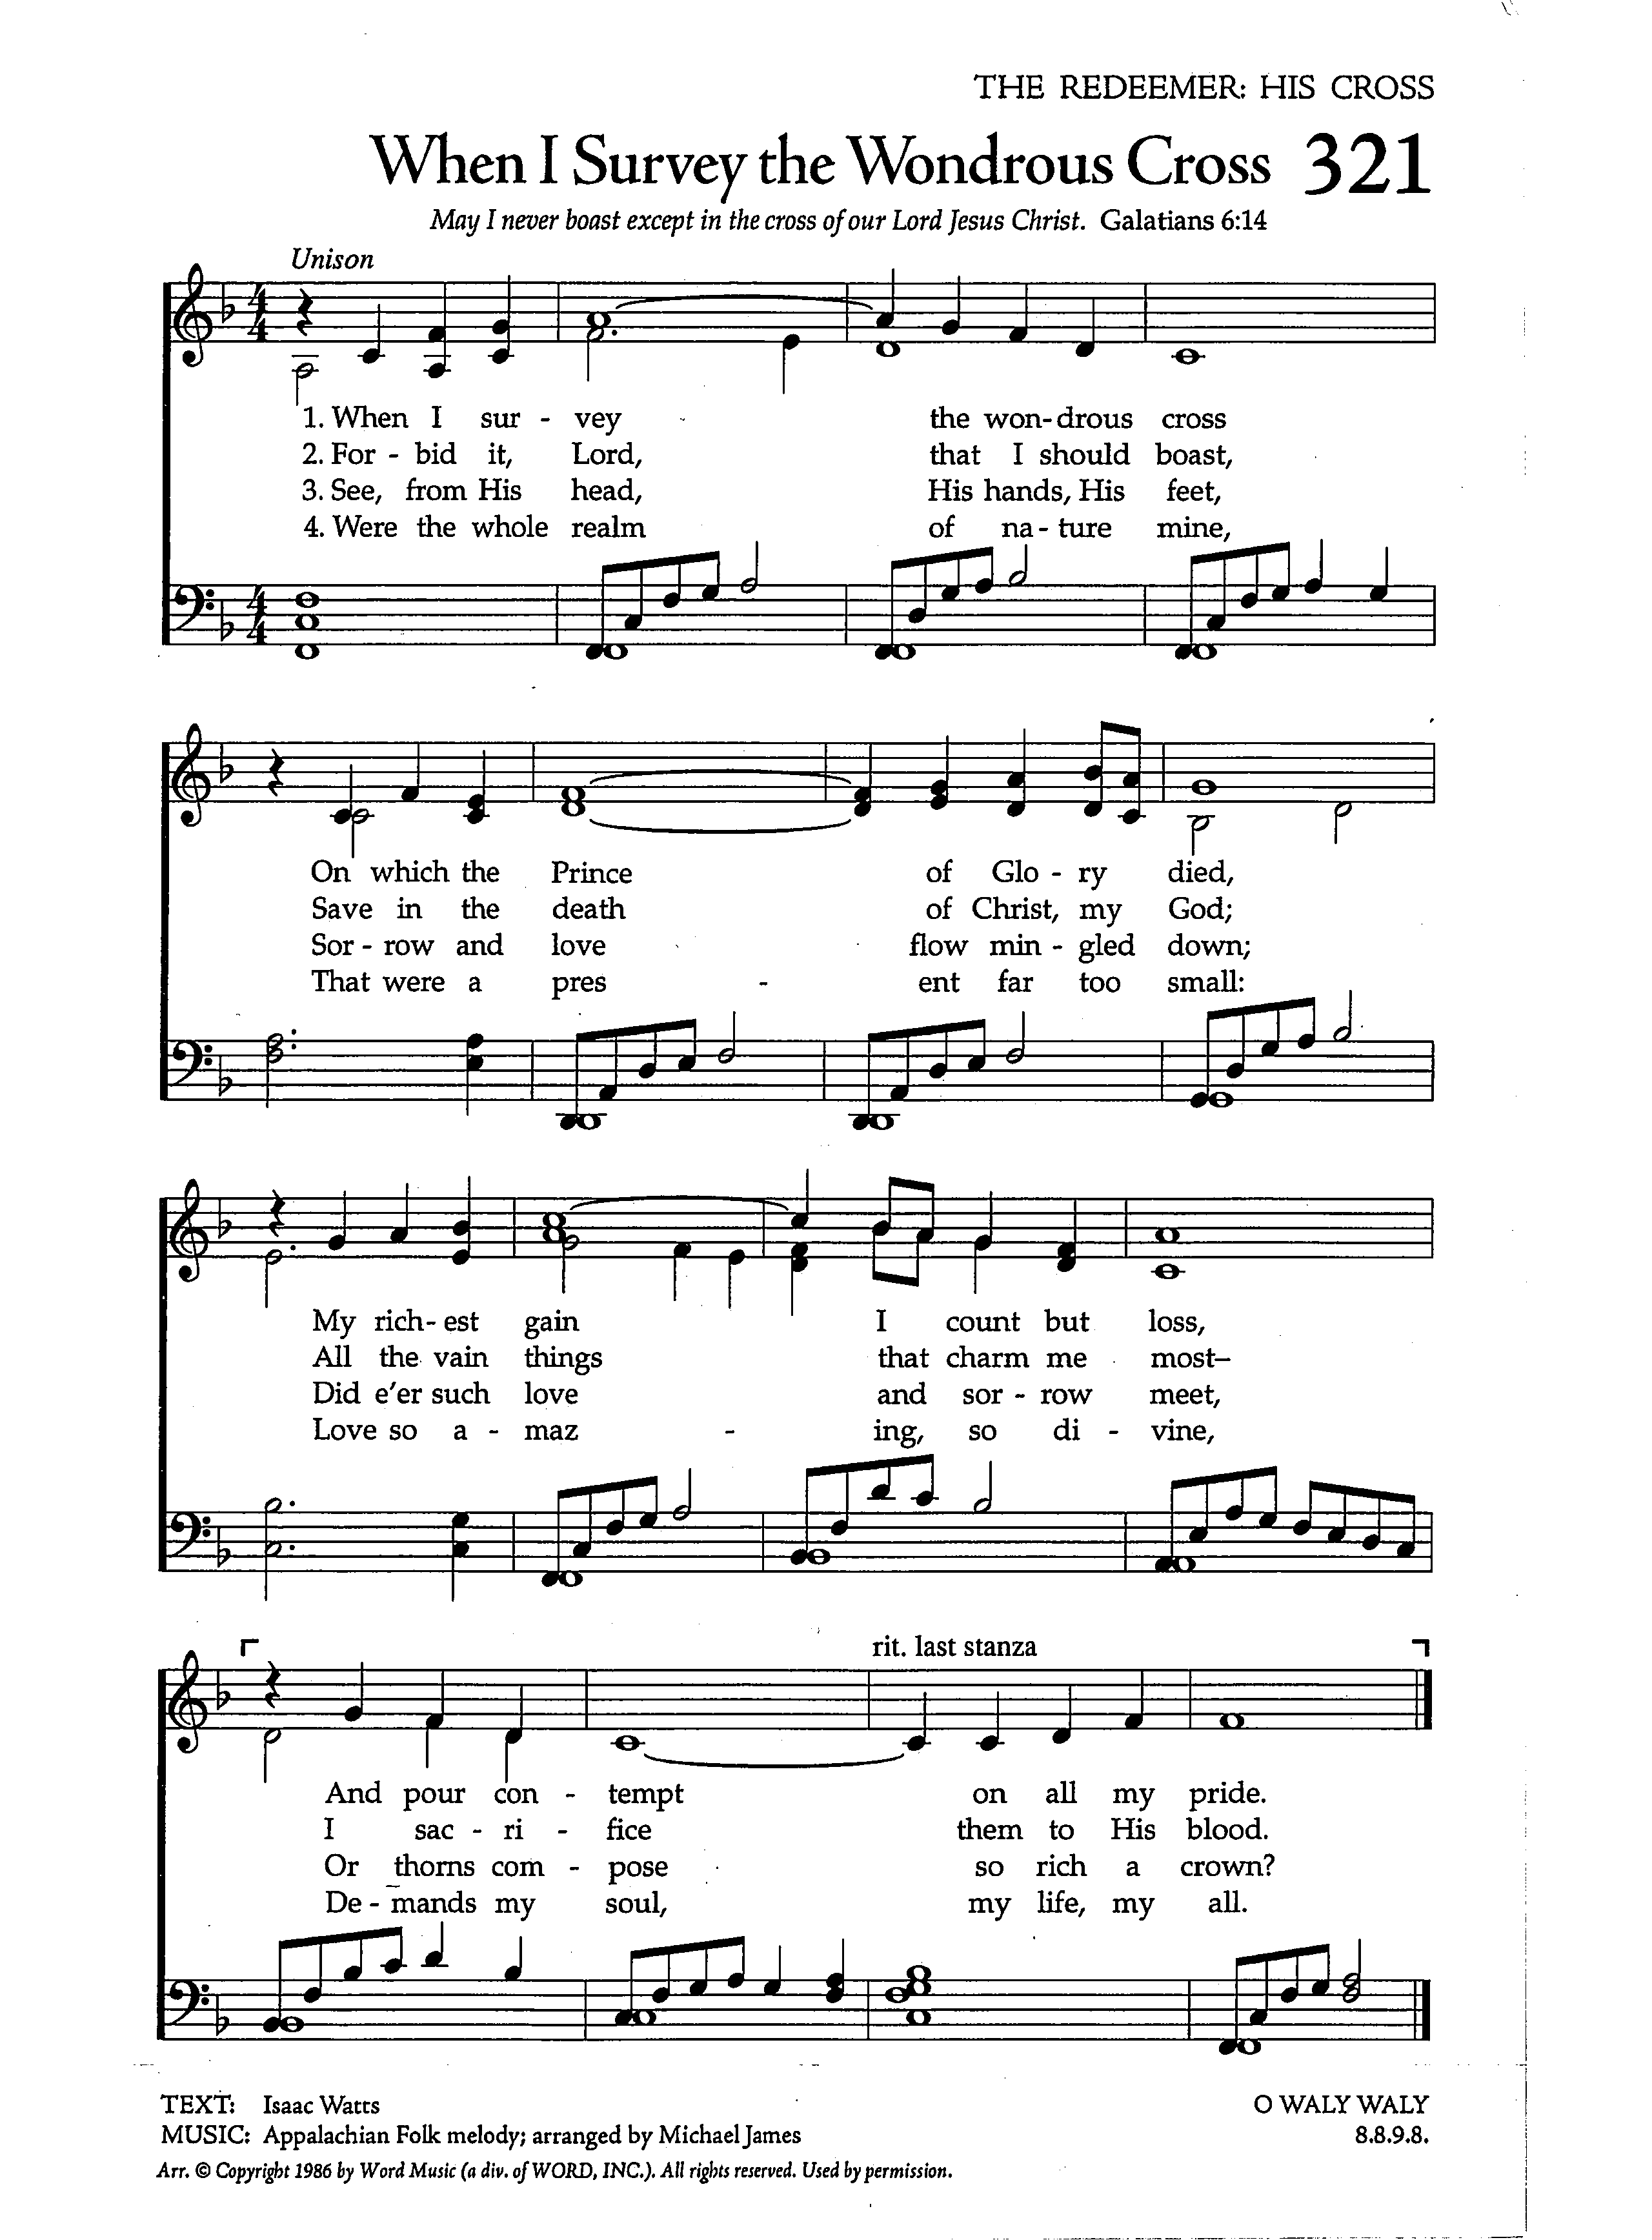 THE REDEEMER: HIS CROSS
When I Survey the Wondrous Cross 321
May I never boast except in the cross of our Lord Jesus Christ. Galatians 6:14
Unison
1. When I sur - vey the won - drous cross
2. For - bid it, Lord, that I should boast,
3. See, from His head, His hands, His feet,
4. Were the whole realm of na - ture mine,
On which the Prince of Glo - ry died,
Save in the death of Christ, my God;
Sor - row and love flow min - gled down;
That were a pres - ent far too small:
My rich - est gain I count but loss,
All the vain things that charm me most–
Did e'er such love and sor - row meet,
Love so a - maz - ing, so di - vine,
rit. last stanza
And pour con - tempt on all my pride.
I sac - ri - fice them to His blood.
Or thorns com - pose so rich a crown?
De - mands my soul, my life, my all.
TEXT: Isaac Watts
O WALY WALY
MUSIC: Appalachian Folk melody; arranged by Michael James
8.8.9.8.
Arr. © Copyright 1986 by Word Music (a div. of WORD, INC.). All rights reserved. Used by permission.